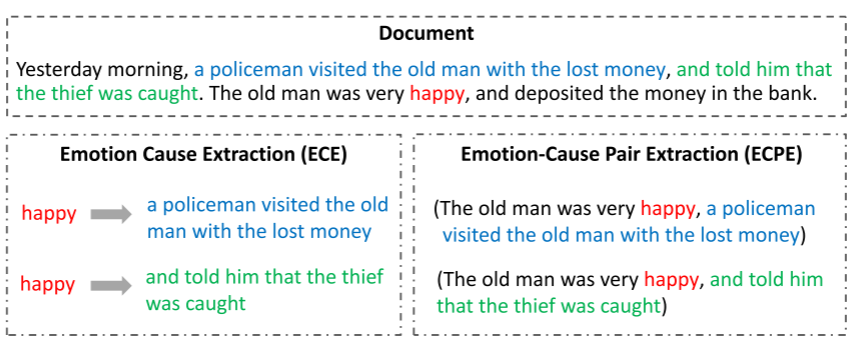 Document
Yesterday morning, a policeman visited the old man with the lost money, and told him that
the thief was caught. The old man was very happy, and deposited the money in the bank.
Emotion Cause Extraction (ECE)
happy
a policeman visited the old
man with the lost money
happy
and told him that the thief
was caught
Emotion-Cause Pair Extraction (ECPE)
(The old man was very happy, a policeman
visited the old man with the lost money)
(The old man was very happy, and told him
that the thief was caught)